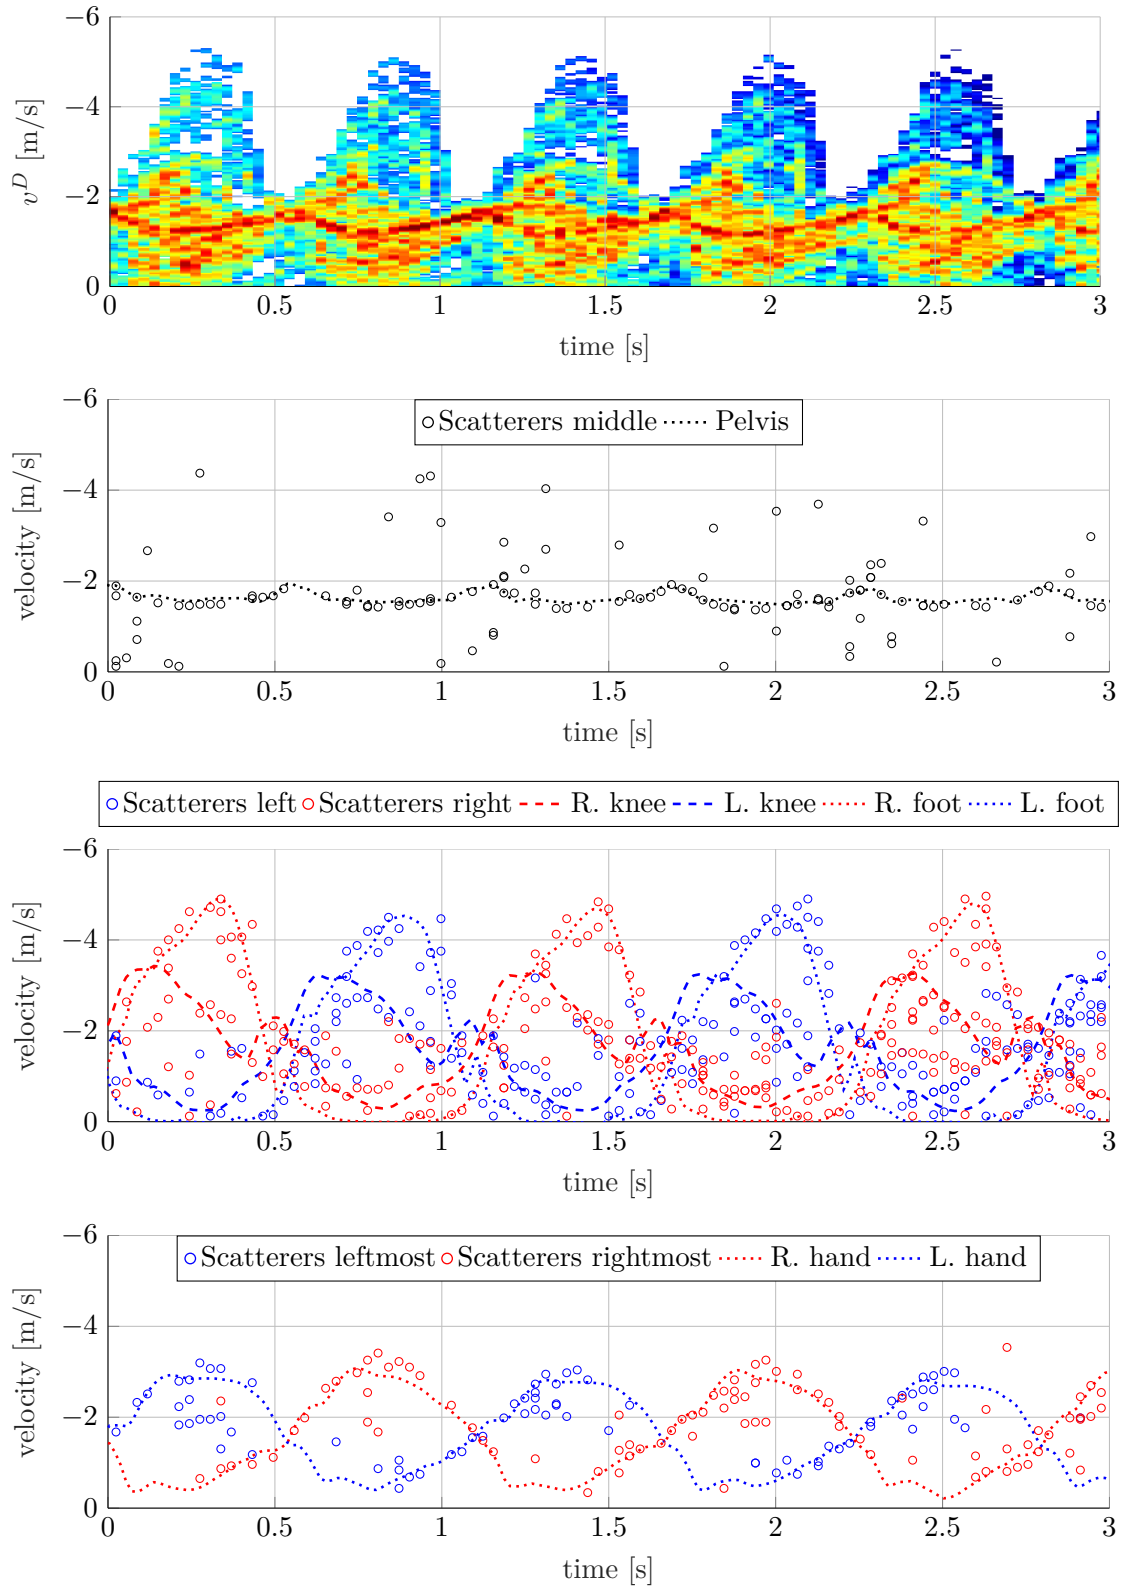 −6
−4
−2
0
v^D [m/s]
0 0.5 1 1.5 2 2.5 3
time [s]
−6
−4
−2
0
velocity [m/s]
Scatterers middle Pelvis
0 0.5 1 1.5 2 2.5 3
time [s]
Scatterers left Scatterers right R. knee L. knee R. foot L. foot
−6
−4
−2
0
velocity [m/s]
0 0.5 1 1.5 2 2.5 3
time [s]
−6
−4
−2
0
velocity [m/s]
Scatterers leftmost Scatterers rightmost R. hand L. hand
0 0.5 1 1.5 2 2.5 3
time [s]